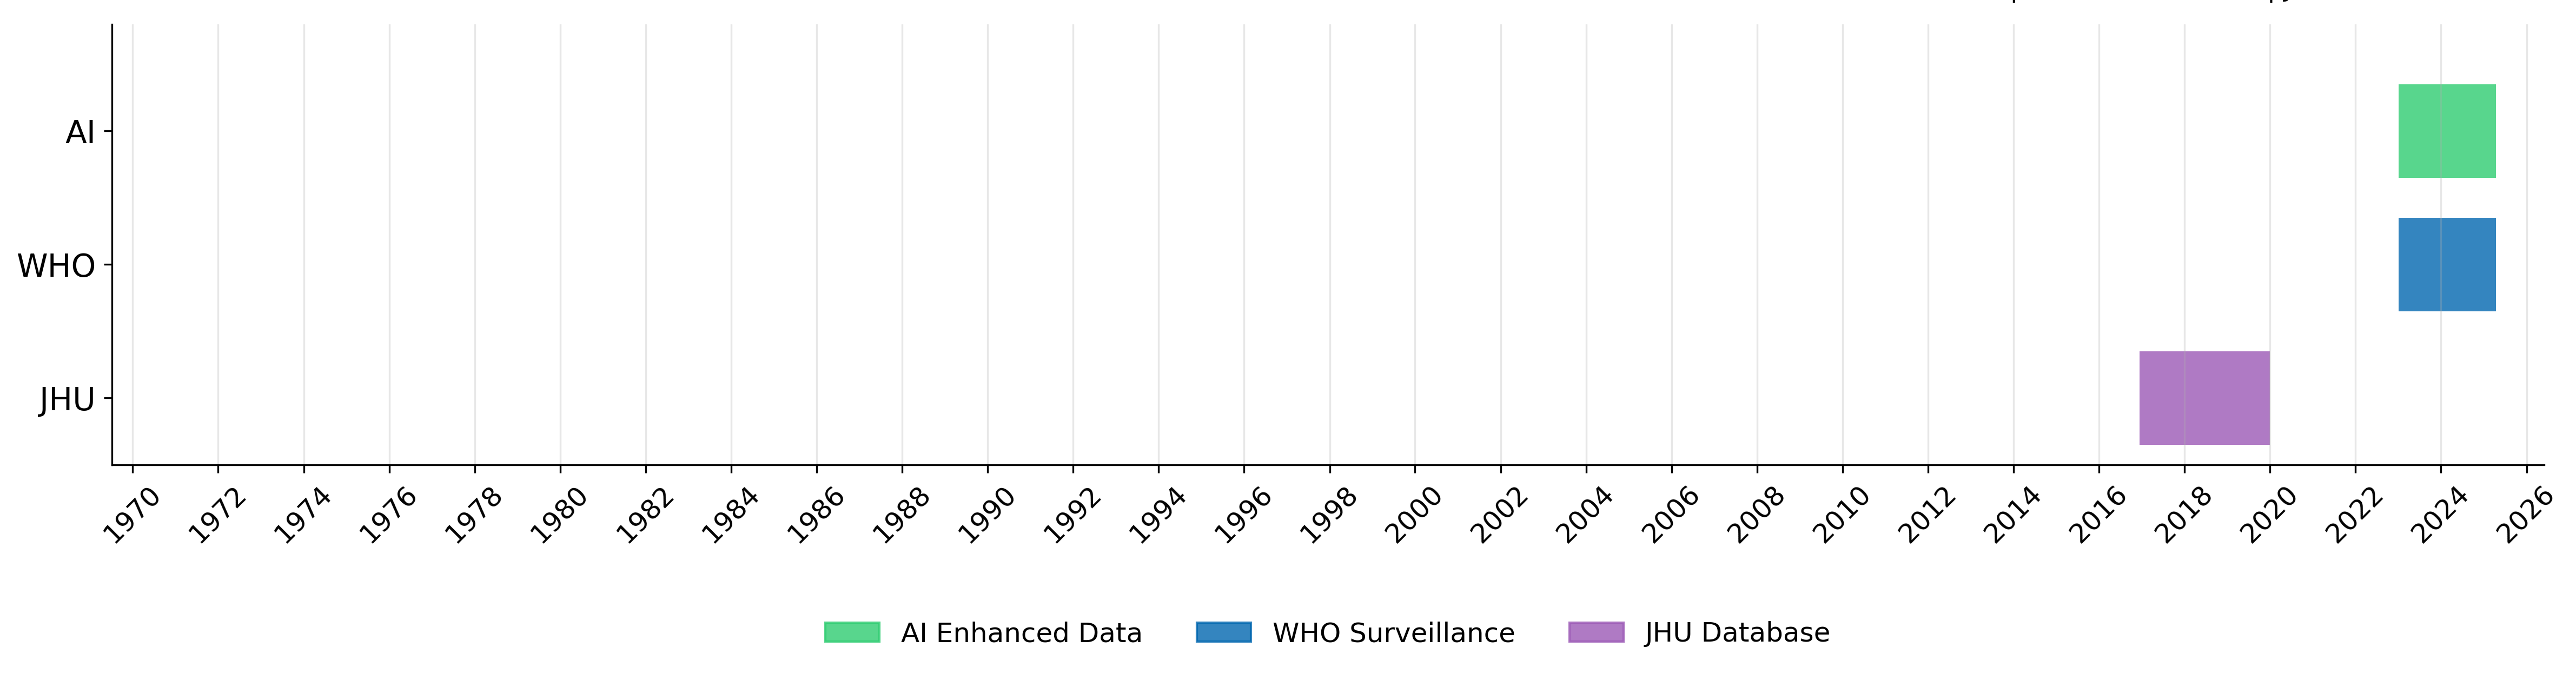 AI
WHO
JHU
1970 1972 1974 1976 1978 1980 1982 1984 1986 1988 1990 1992 1994 1996 1998 2000 2002 2004 2006 2008 2010 2012 2014 2016 2018 2020 2022 2024 2026
AI Enhanced Data WHO Surveillance JHU Database